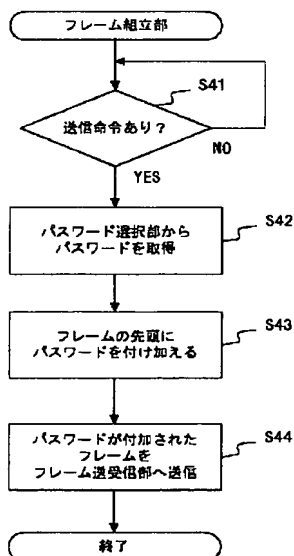 フレーム組立部
S41
送信命令あり?
NO
YES
S42
パスワード選択部から
パスワードを取得
S43
フレームの先頭に
パスワードを付け加える
S44
パスワードが付加された
フレームを
フレーム送受信部へ送信
終了